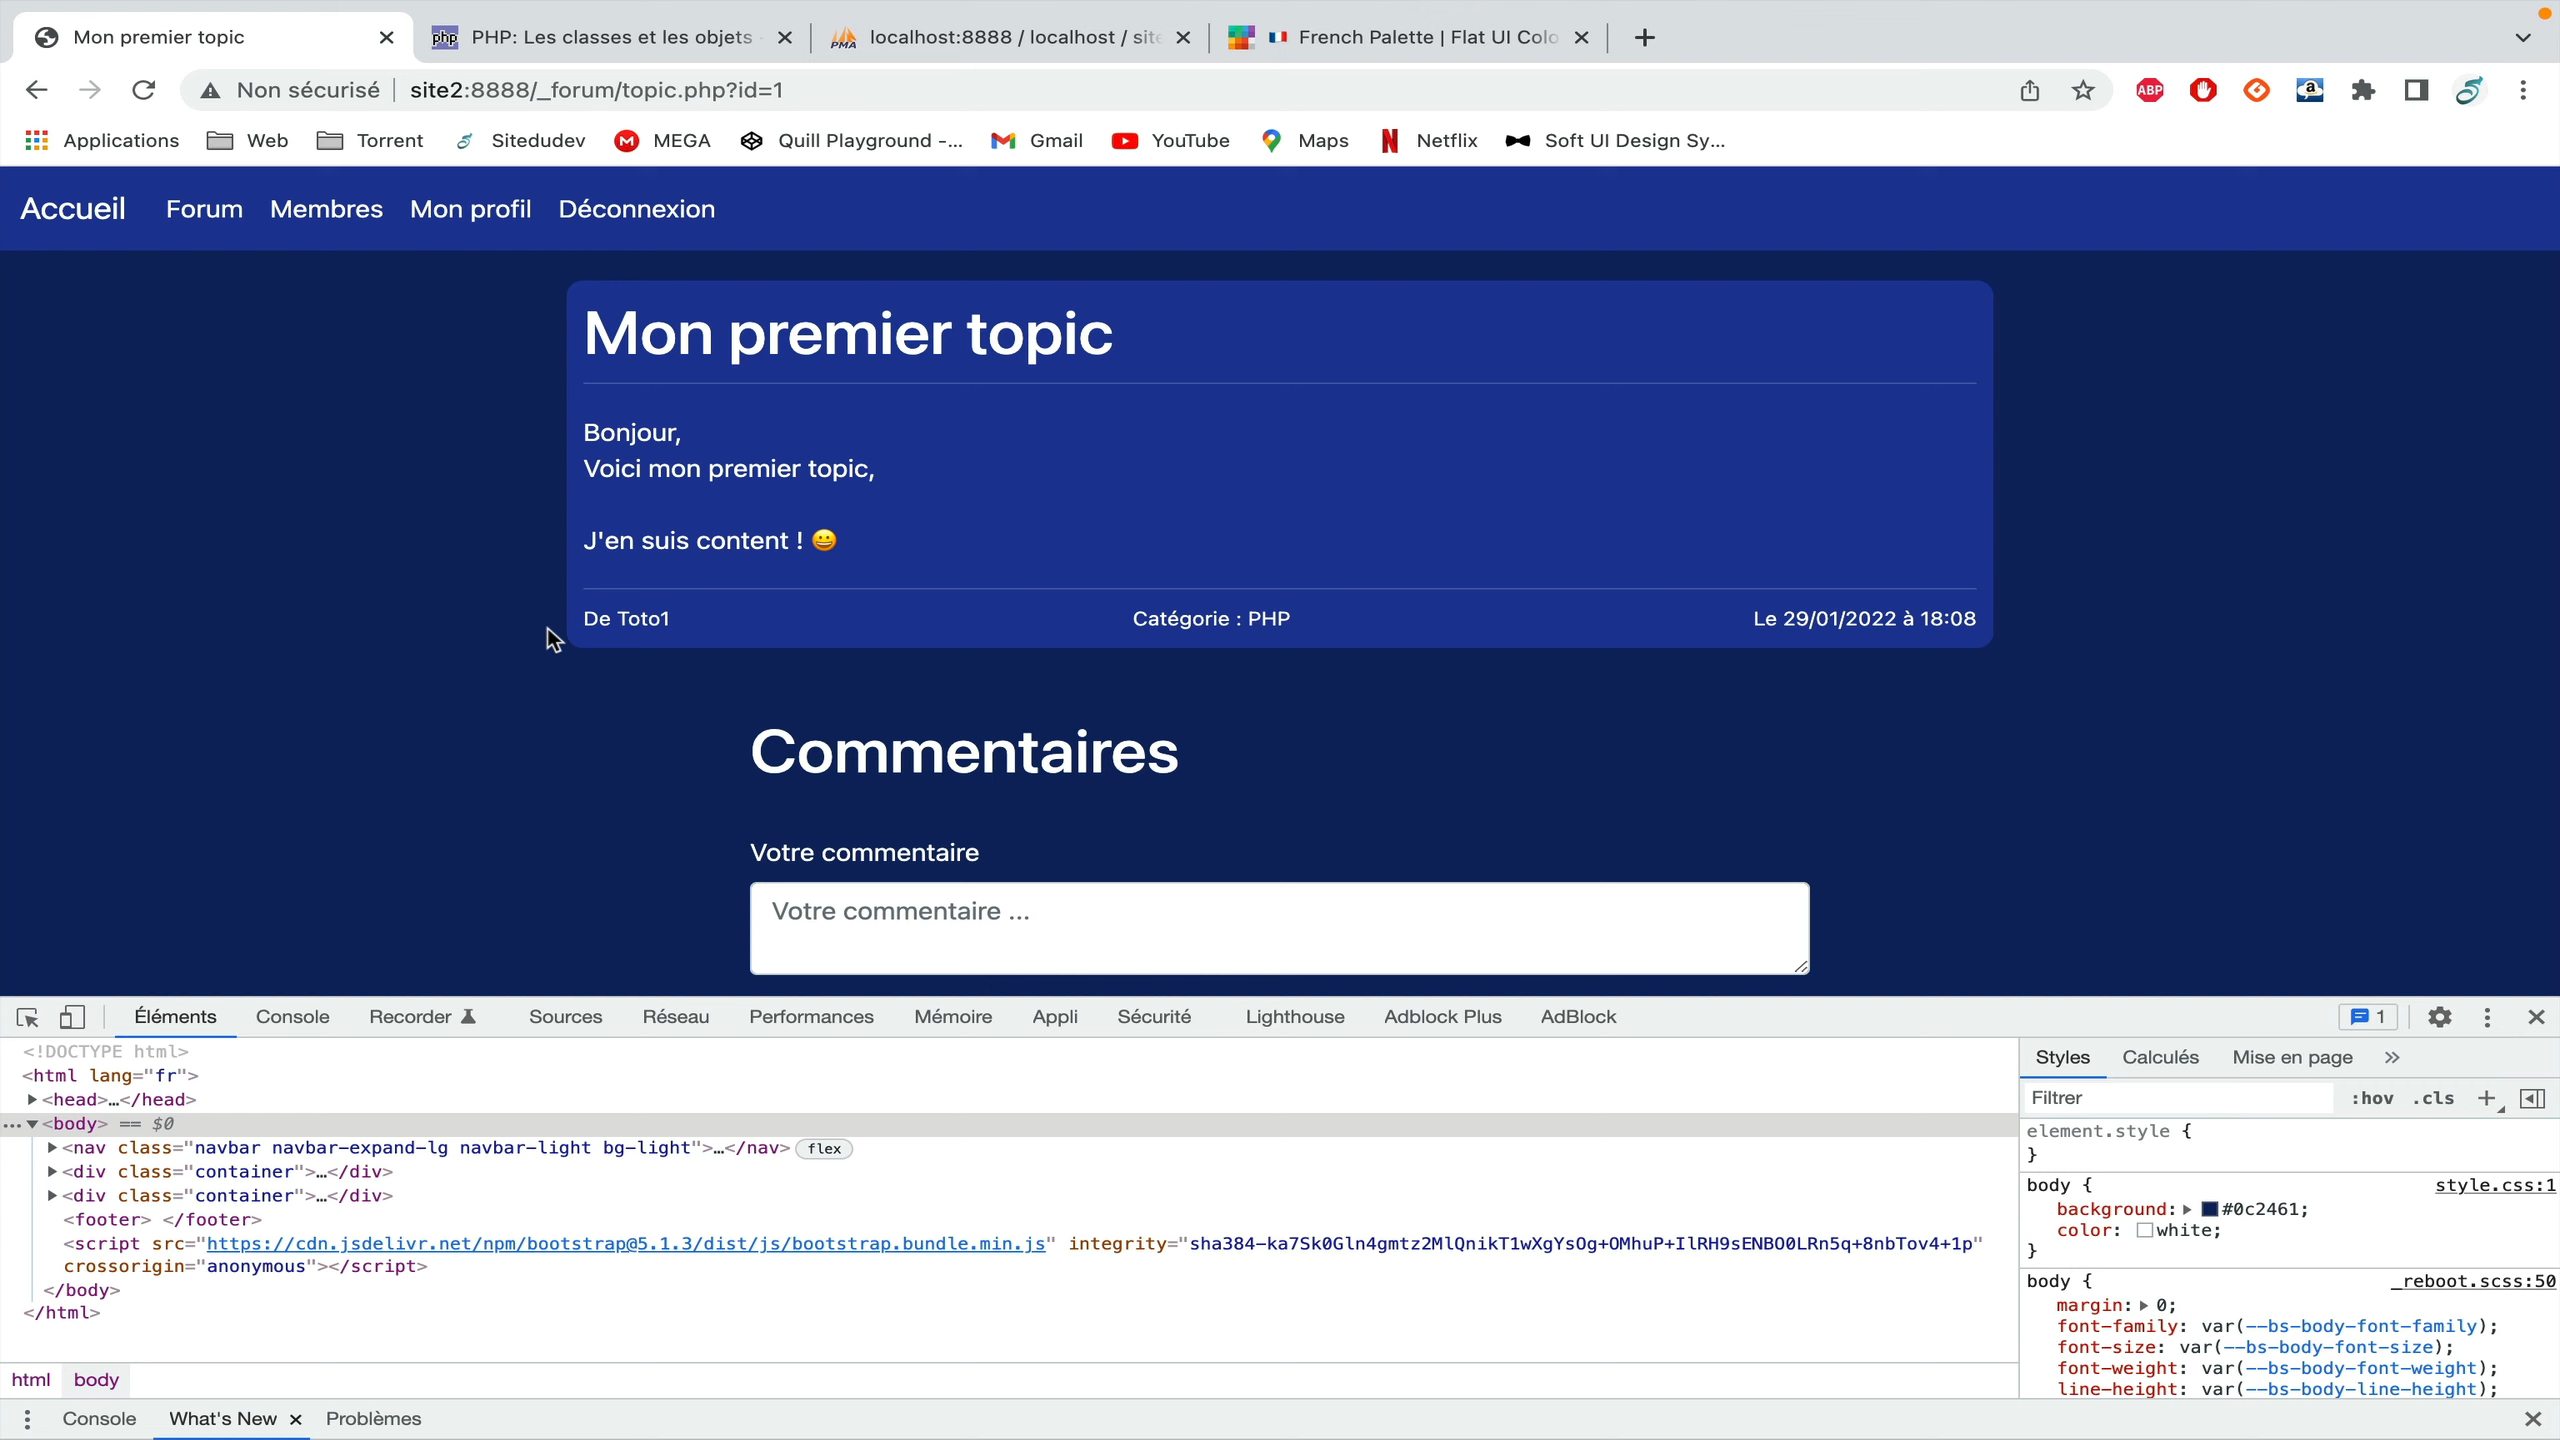 Mon premier topic
PHP: Les classes et les objets
localhost:8888 / localhost / site
French Palette | Flat UI Colo
Non sécurisé
site2:8888/_forum/topic.php?id=1
ABP
Applications
Web
Torrent
Sitedudev
MEGA
Quill Playground -...
Gmail
YouTube
Maps
Netflix
Soft UI Design Sy...
Accueil
Forum
Membres
Mon profil
Déconnexion
Mon premier topic
Bonjour,
Voici mon premier topic,
J'en suis content ! 😀
De Toto1
Catégorie : PHP
Le 29/01/2022 à 18:08
Commentaires
Votre commentaire
Votre commentaire ...
Éléments
Console
Recorder
Sources
Réseau
Performances
Mémoire
Appli
Sécurité
Lighthouse
Adblock Plus
AdBlock
1
<!DOCTYPE html>
<html lang="fr">
<head>…</head>
<body> == $0
<nav class="navbar navbar-expand-lg navbar-light bg-light">…</nav> flex
<div class="container">…</div>
<div class="container">…</div>
<footer> </footer>
<script src="https://cdn.jsdelivr.net/npm/bootstrap@5.1.3/dist/js/bootstrap.bundle.min.js" integrity="sha384-ka7Sk0Gln4gmtz2MlQnikT1wXgYsOg+OMhuP+IlRH9sENBO0LRn5q+8nbTov4+1p"
crossorigin="anonymous"></script>
</body>
</html>
html
body
Styles
Calculés
Mise en page
Filtrer
:hov
.cls
element.style {
}
body {
style.css:1
background: #0c2461;
color: white;
}
body {
_reboot.scss:50
margin: 0;
font-family: var(--bs-body-font-family);
font-size: var(--bs-body-font-size);
font-weight: var(--bs-body-font-weight);
line-height: var(--bs-body-line-height);
Console
What's New
Problèmes